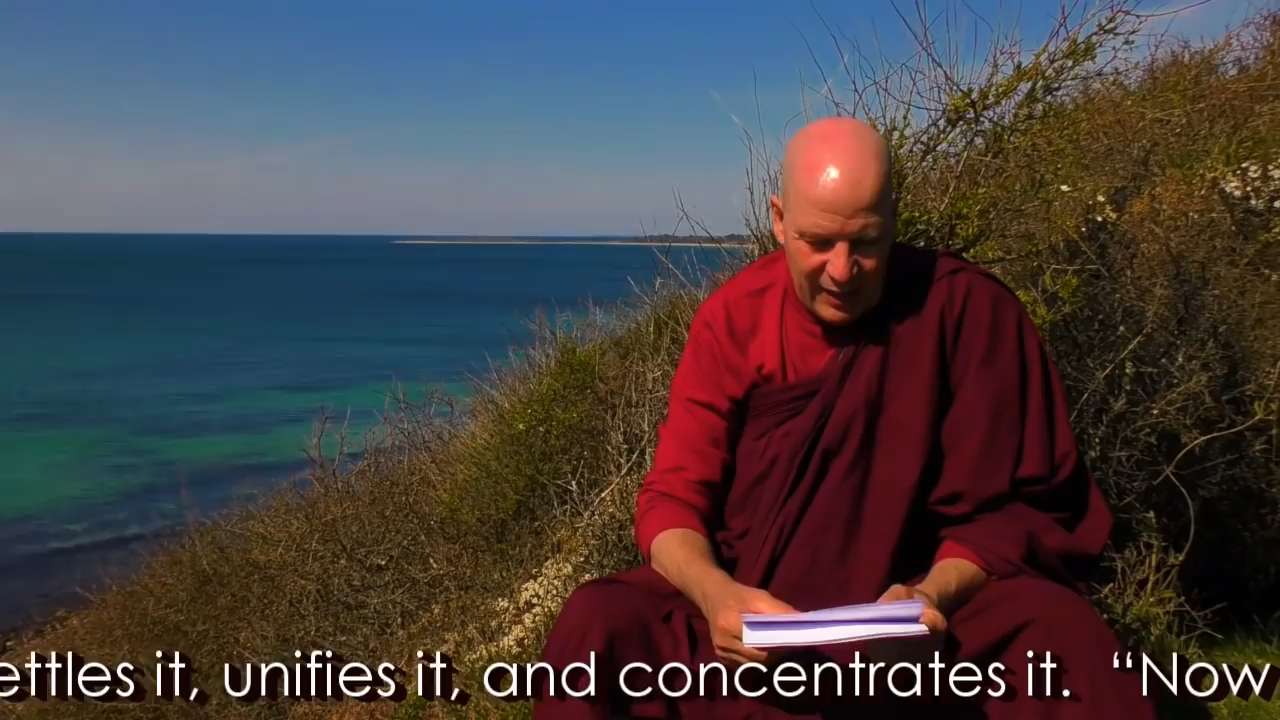 ettles it, unifies it, and concentrates it. “Now